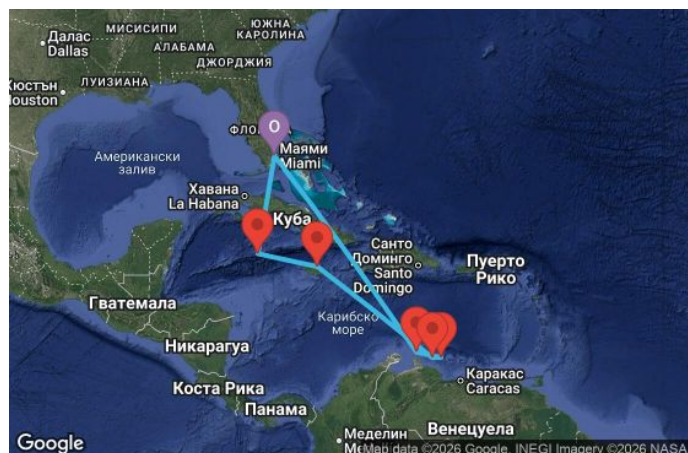 МИСИСИПИ
ЮЖНА
КАРОЛИНА
Далас
Dallas
АЛАБАМА
ДЖОРДЖИЯ
ЛУИЗИАНА
Хюстън
Houston
O
Маями
Miami
Американски
залив
Хавана
La Habana
Куба
Санто
Доминго
Santo
Domingo
Пуерто
Рико
Гватемала
Карибско
море
Никарагуа
Каракас
Caracas
Коста Рика
Панама
Венецуела
Меделин
Google
Map data ©2026 Google, INEGI Imagery ©2026 NASA